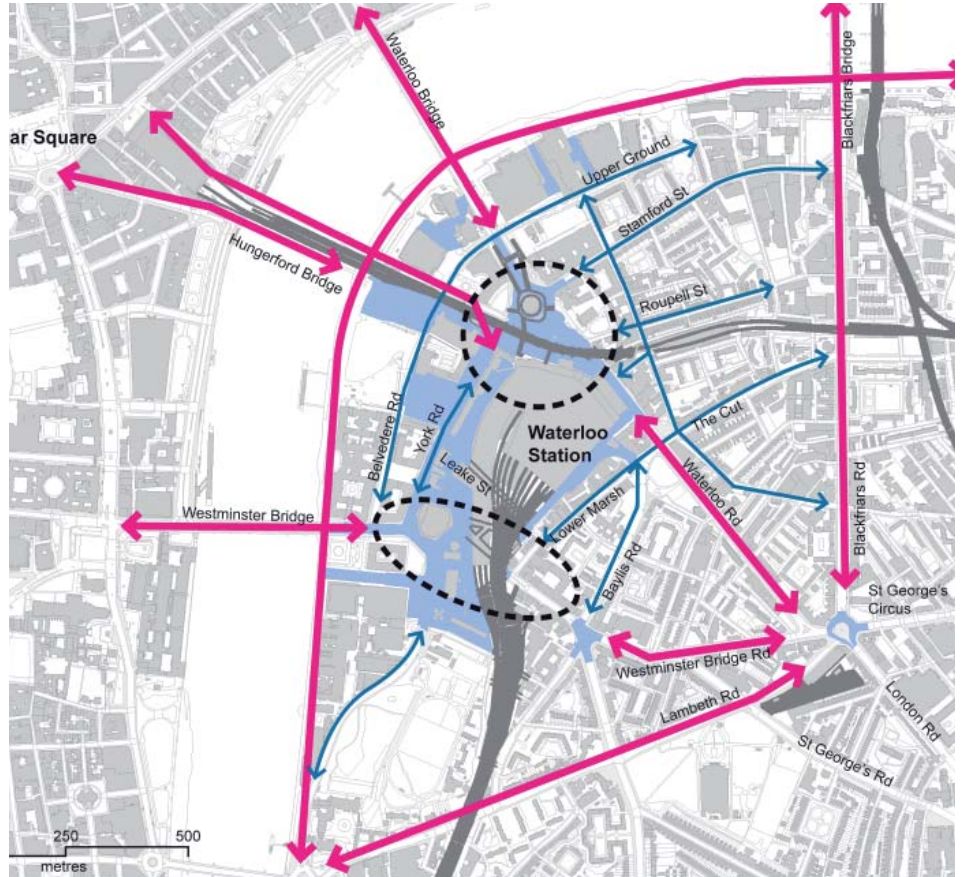 Waterloo Bridge
Blackfriars Bridge
ar Square
Upper Ground
Stamford St
Hungerford Bridge
Roupell St
Belvedere Rd
York Rd
The Cut
Waterloo
Station
Leake St
Waterloo Rd
Westminster Bridge
Lower Marsh
Blackfriars Rd
Baylis Rd
St George's
Circus
Westminster Bridge Rd
Lambeth Rd
London Rd
St George's Rd
250
500
metres